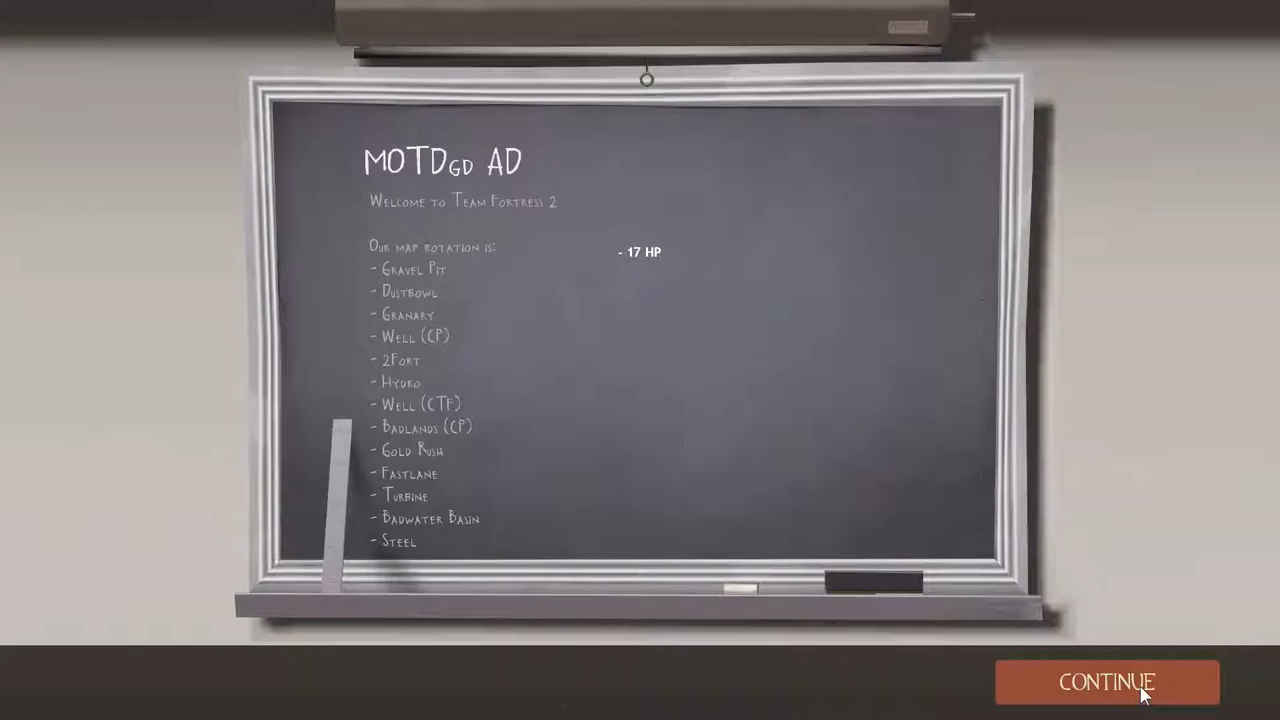 MOTDGD AD
WELCOME TO TEAM FORTRESS 2
OUR MAP ROTATION IS:
- 17 HP
- GRAVEL PIT
- DUSTBOWL
- GRANARY
- WELL (CP)
- 2FORT
- HYDRO
- WELL (CTF)
- BADLANDS (CP)
- GOLD RUSH
- FASTLANE
- TURBINE
- BADWATER BASIN
- STEEL
CONTINUE